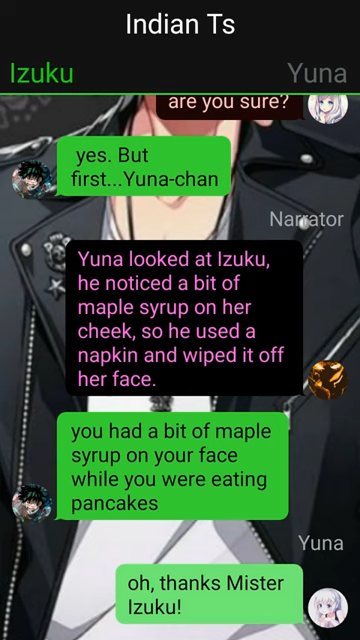 Indian Ts
Izuku
Yuna
are you sure?
yes. But
first...Yuna-chan
Narrator
Yuna looked at Izuku,
he noticed a bit of
maple syrup on her
cheek, so he used a
napkin and wiped it off
her face.
you had a bit of maple
syrup on your face
while you were eating
pancakes
Yuna
oh, thanks Mister
Izuku!